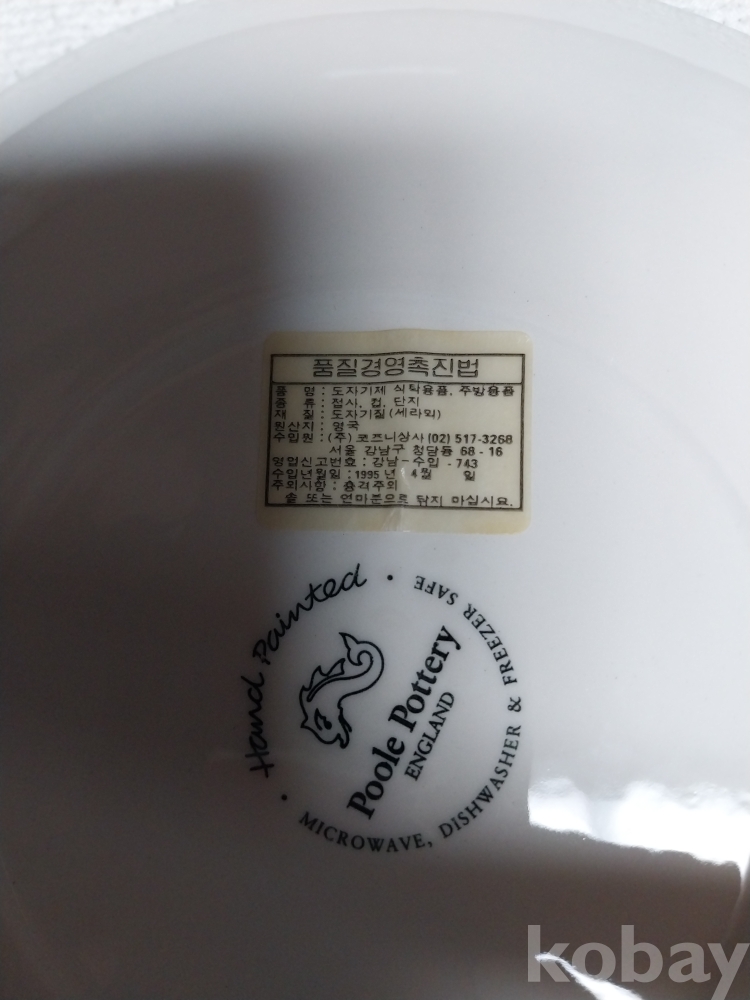 품질경영촉진법
품 명 : 도자기제 식탁용품, 주방용품
종 류 : 접시, 컵, 단지
재 질 : 도자기질 (세라믹)
원산지 : 영국
수입원 : (주) 코프니상사 (02) 517-3268
서울 강남구 청담동 68 - 16
영업신고번호 : 강남 - 수입 - 743
수입년월일 : 1995 년 4월 일
주의사항 : 충격주의
솔 또는 연마분으로 닦지 마십시요.
Hand Painted
Poole Pottery
ENGLAND
MICROWAVE, DISHWASHER & FREEZER SAFE
kobay